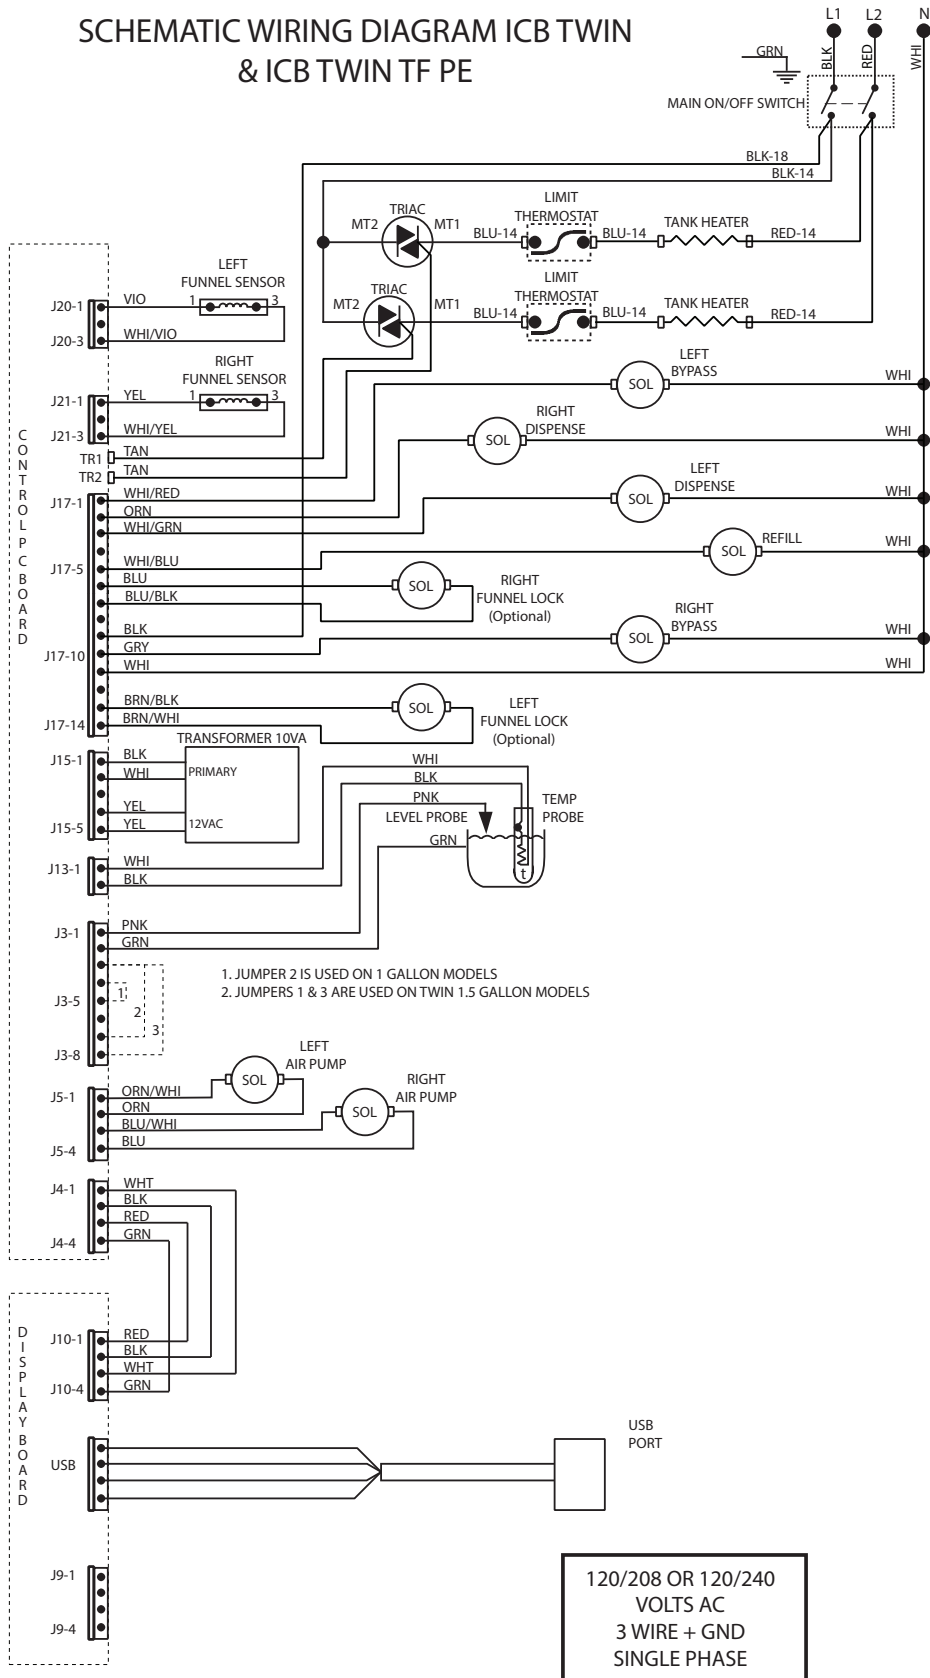 SCHEMATIC WIRING DIAGRAM ICB TWIN
& ICB TWIN TF PE
L1
L2
N
GRN
BLK
RED
WHI
MAIN ON/OFF SWITCH
BLK-18
BLK-14
TRIAC
MT2
MT1
BLU-14
LIMIT
THERMOSTAT
BLU-14
TANK HEATER
RED-14
TRIAC
MT2
MT1
BLU-14
LIMIT
THERMOSTAT
BLU-14
TANK HEATER
RED-14
CONTROL PC BOARD
LEFT
FUNNEL SENSOR
J20-1
VIO
1
3
J20-3
WHI/VIO
RIGHT
FUNNEL SENSOR
J21-1
YEL
1
3
J21-3
WHI/YEL
TR1
TAN
TR2
TAN
LEFT
BYPASS
SOL
WHI
RIGHT
DISPENSE
SOL
WHI
LEFT
DISPENSE
SOL
WHI
REFILL
SOL
WHI
J17-1
WHI/RED
ORN
WHI/GRN
J17-5
WHI/BLU
BLU
BLU/BLK
SOL
RIGHT
FUNNEL LOCK
(Optional)
BLK
GRY
J17-10
WHI
RIGHT
BYPASS
SOL
WHI
WHI
BRN/BLK
J17-14
BRN/WHI
SOL
LEFT
FUNNEL LOCK
(Optional)
TRANSFORMER 10VA
J15-1
BLK
WHI
PRIMARY
YEL
J15-5
YEL
12VAC
WHI
BLK
PNK
LEVEL PROBE
TEMP
PROBE
GRN
t
J13-1
WHI
BLK
J3-1
PNK
GRN
J3-5
J3-8
1
2
3
1. JUMPER 2 IS USED ON 1 GALLON MODELS
2. JUMPERS 1 & 3 ARE USED ON TWIN 1.5 GALLON MODELS
LEFT
AIR PUMP
SOL
RIGHT
AIR PUMP
SOL
J5-1
ORN/WHI
ORN
BLU/WHI
J5-4
BLU
J4-1
WHT
BLK
RED
J4-4
GRN
DISPLAY BOARD
J10-1
RED
BLK
WHT
J10-4
GRN
USB
USB
PORT
J9-1
J9-4
120/208 OR 120/240
VOLTS AC
3 WIRE + GND
SINGLE PHASE